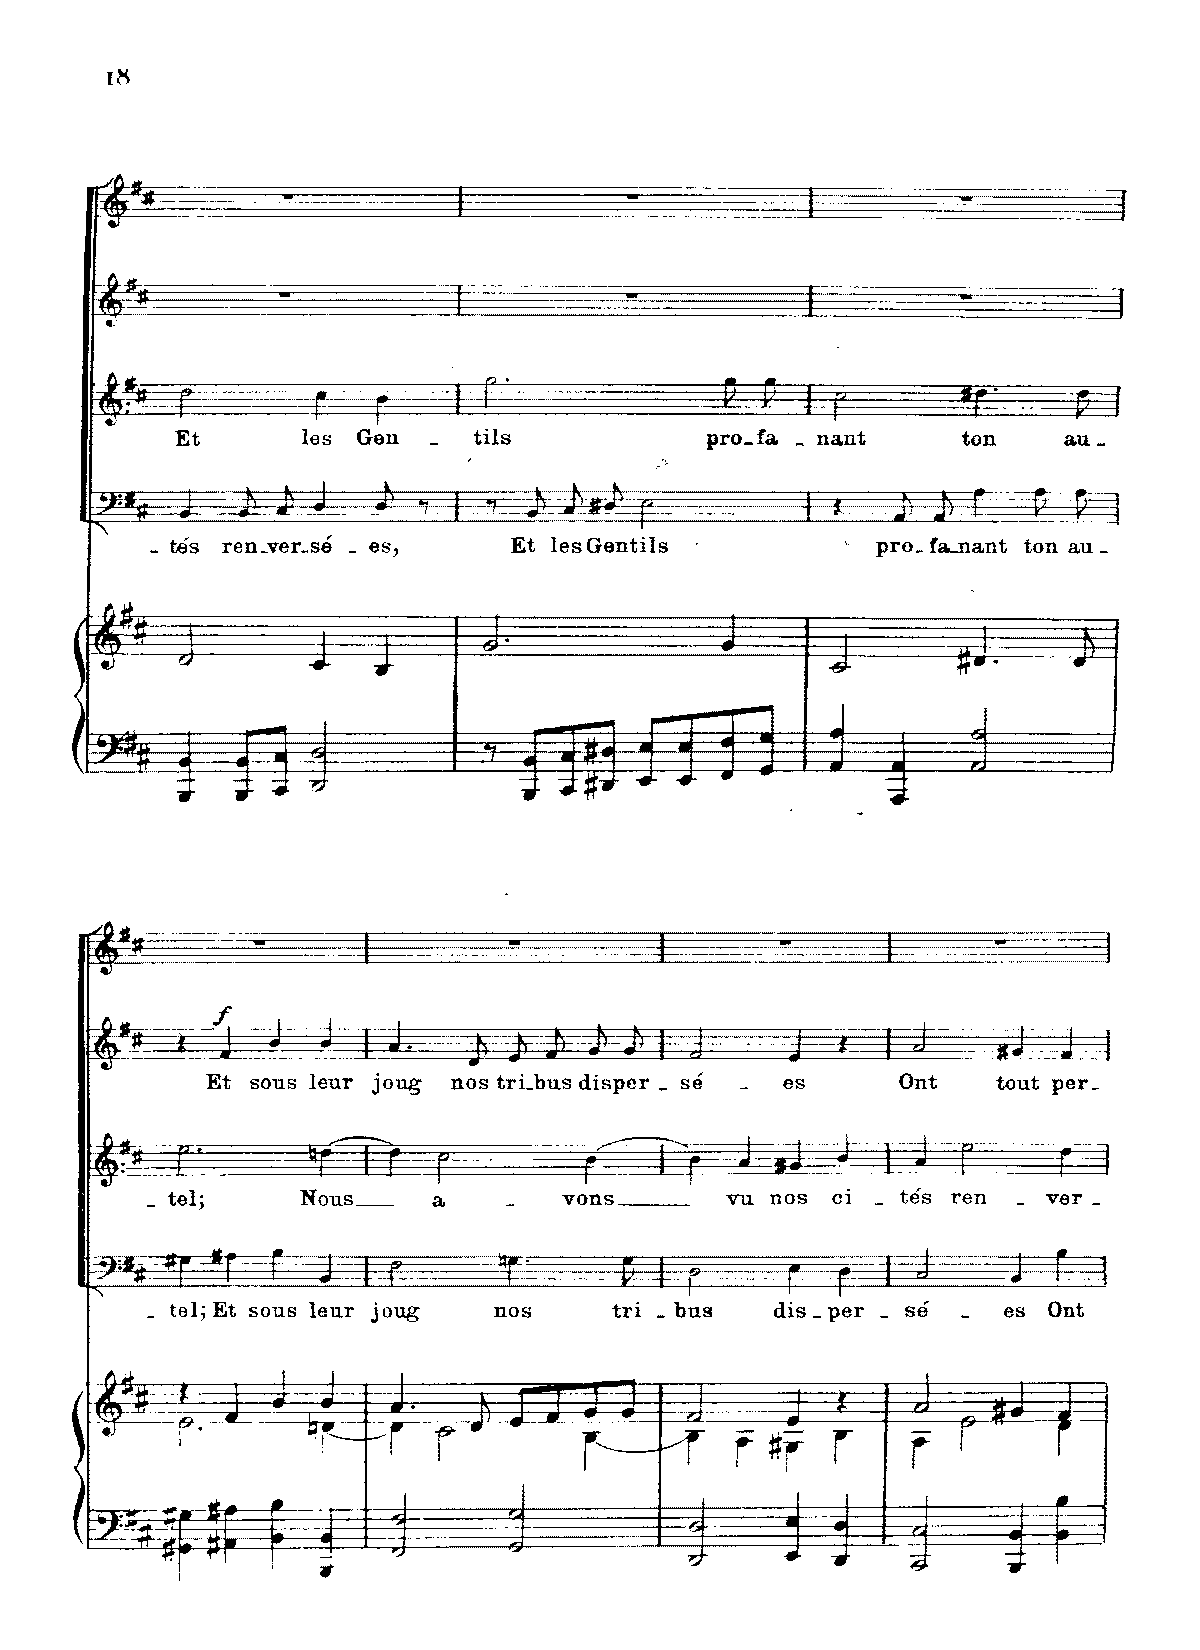 18
Et les Gen - tils pro-fa - nant ton au-
- tés ren-ver-sé - es, Et les Gentils pro-fa-nant ton au-
f
Et sous leur joug nos tri-bus disper - sé - es Ont tout per-
- tel; Nous a - vons vu nos ci - tés ren - ver -
- tel; Et sous leur joug nos tri - bus dis-per - sé - es Ont